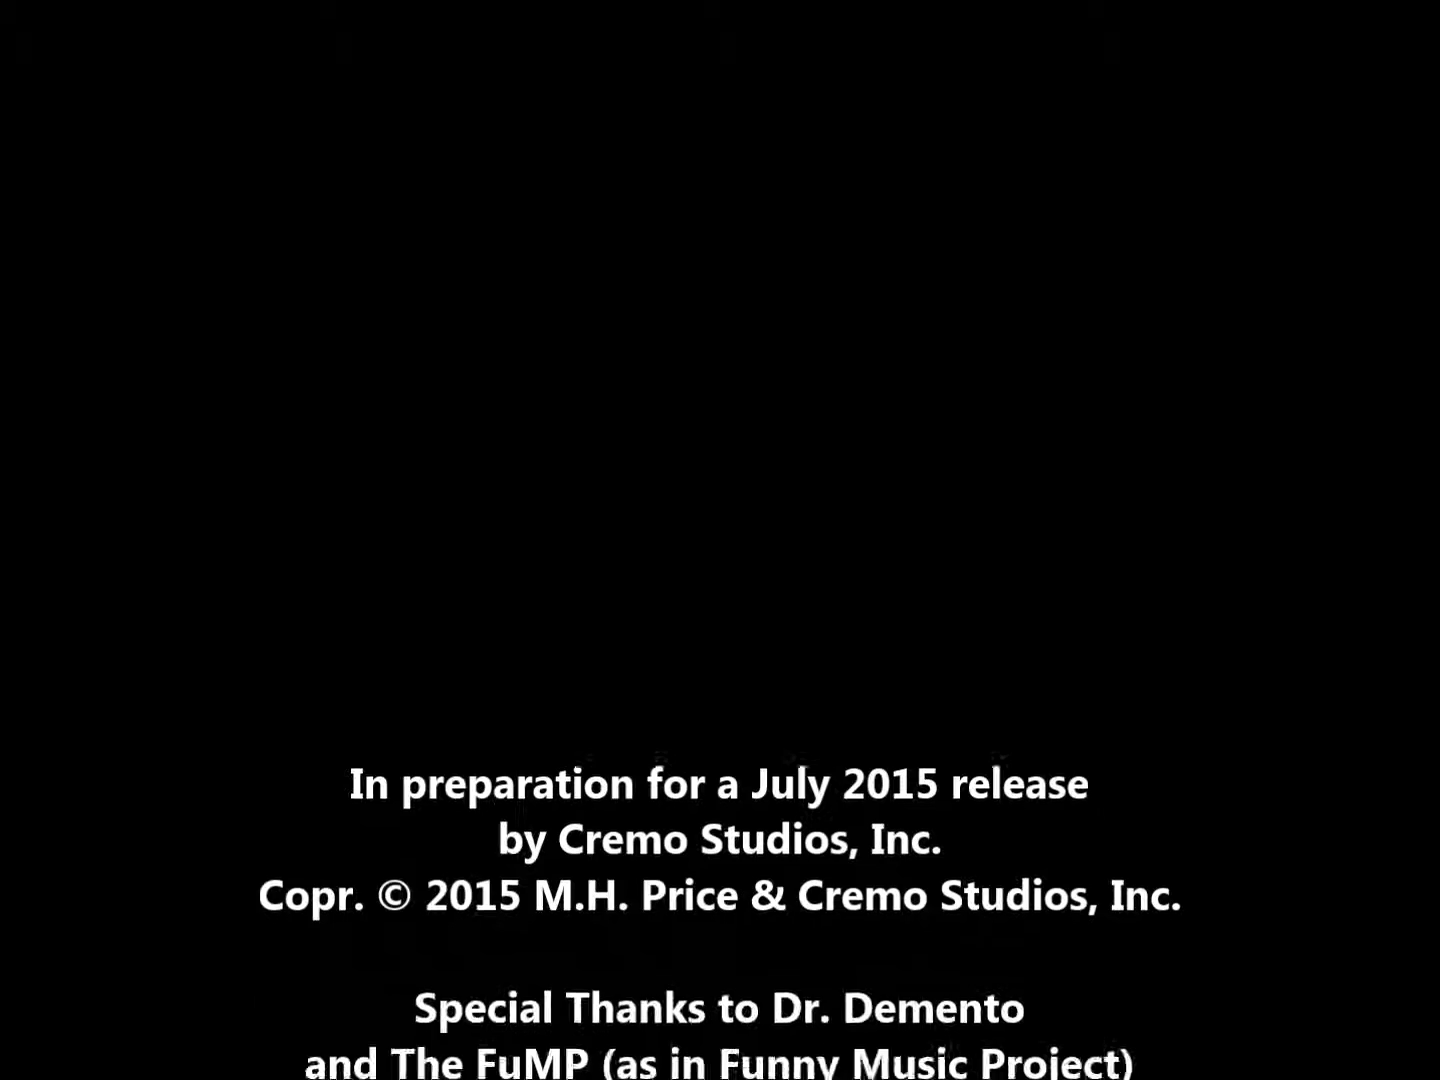 In preparation for a July 2015 release
by Cremo Studios, Inc.
Copr. © 2015 M.H. Price & Cremo Studios, Inc.
Special Thanks to Dr. Demento
and The FuMP (as in Funny Music Project)